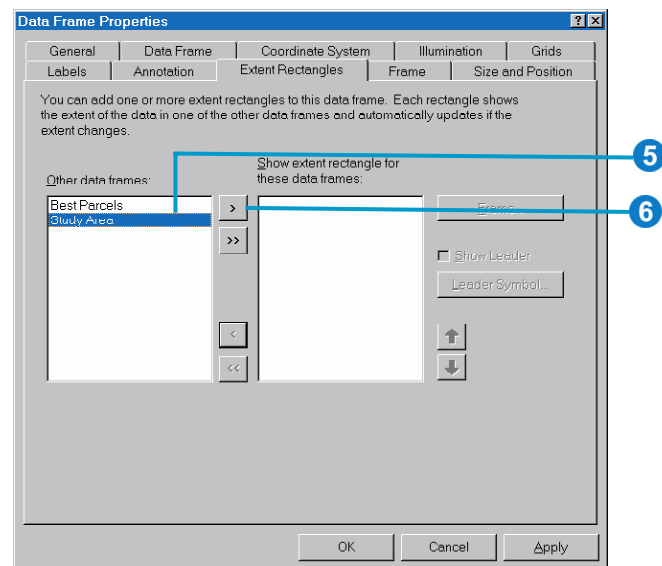 Data Frame Properties
General Data Frame Coordinate System Illumination Grids
Labels Annotation Extent Rectangles Frame Size and Position
You can add one or more extent rectangles to this data frame. Each rectangle shows
the extent of the data in one of the other data frames and automatically updates if the
extent changes.
5
Other data frames:
Show extent rectangle for
these data frames:
Best Parcels
Study Area
>
Frame...
6
>>
Show Leader
Leader Symbol...
<
<<
OK Cancel Apply